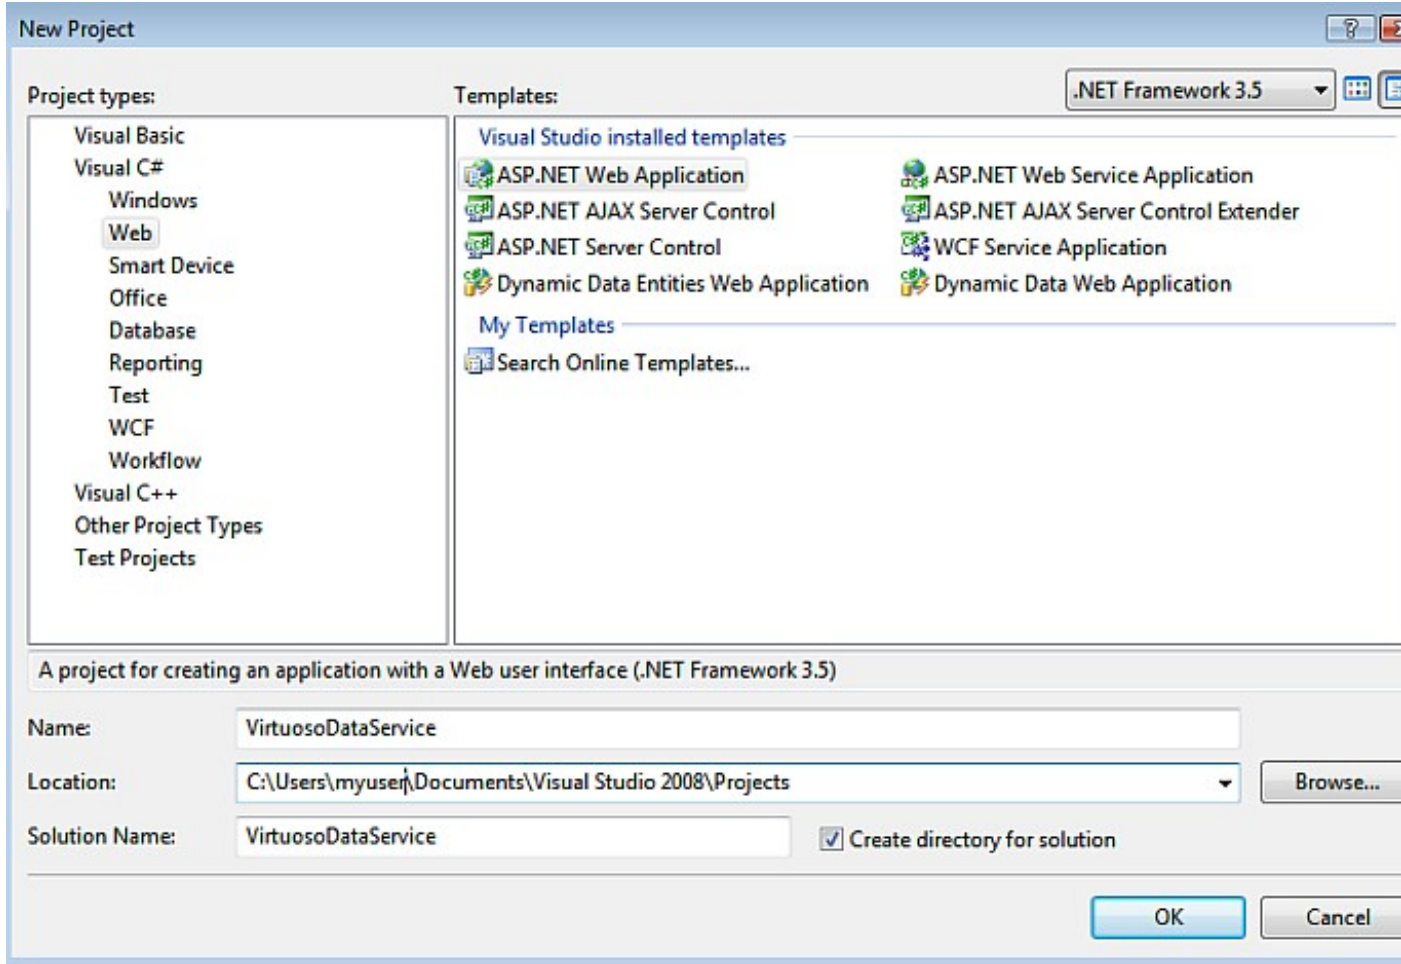 New Project
Project types:
Templates:
.NET Framework 3.5
Visual Basic
Visual C#
Windows
Web
Smart Device
Office
Database
Reporting
Test
WCF
Workflow
Visual C++
Other Project Types
Test Projects
Visual Studio installed templates
ASP.NET Web Application
ASP.NET Web Service Application
ASP.NET AJAX Server Control
ASP.NET AJAX Server Control Extender
ASP.NET Server Control
WCF Service Application
Dynamic Data Entities Web Application
Dynamic Data Web Application
My Templates
Search Online Templates...
A project for creating an application with a Web user interface (.NET Framework 3.5)
Name:
VirtuosoDataService
Location:
C:\Users\myuser\Documents\Visual Studio 2008\Projects
Browse...
Solution Name:
VirtuosoDataService
Create directory for solution
OK
Cancel